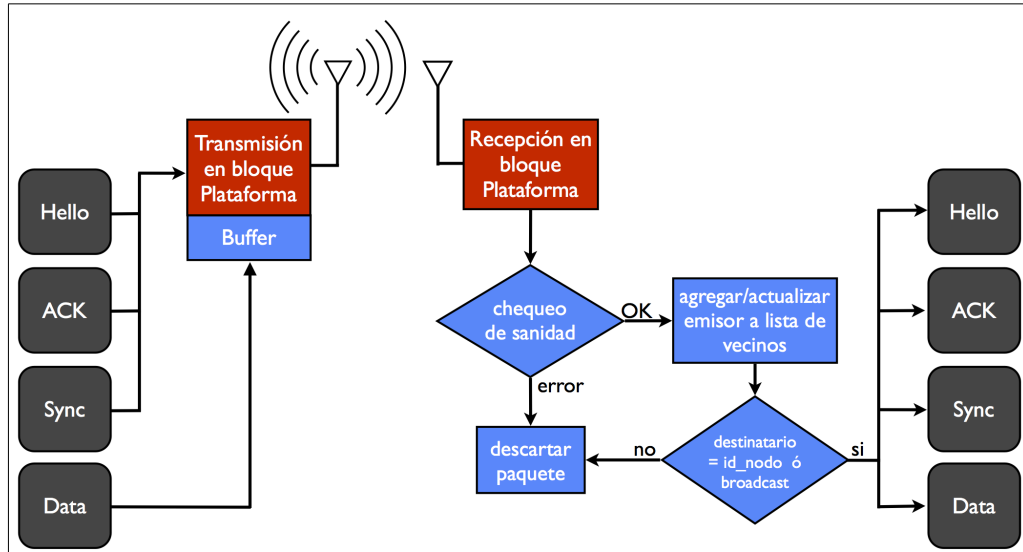 Transmisión
en bloque
Plataforma
Buffer
Hello
ACK
Sync
Data
Recepción en
bloque
Plataforma
chequeo
de sanidad
OK
error
agregar/actualizar
emisor a lista de
vecinos
descartar
paquete
no
destinatario
= id_nodo ó
broadcast
si
Hello
ACK
Sync
Data